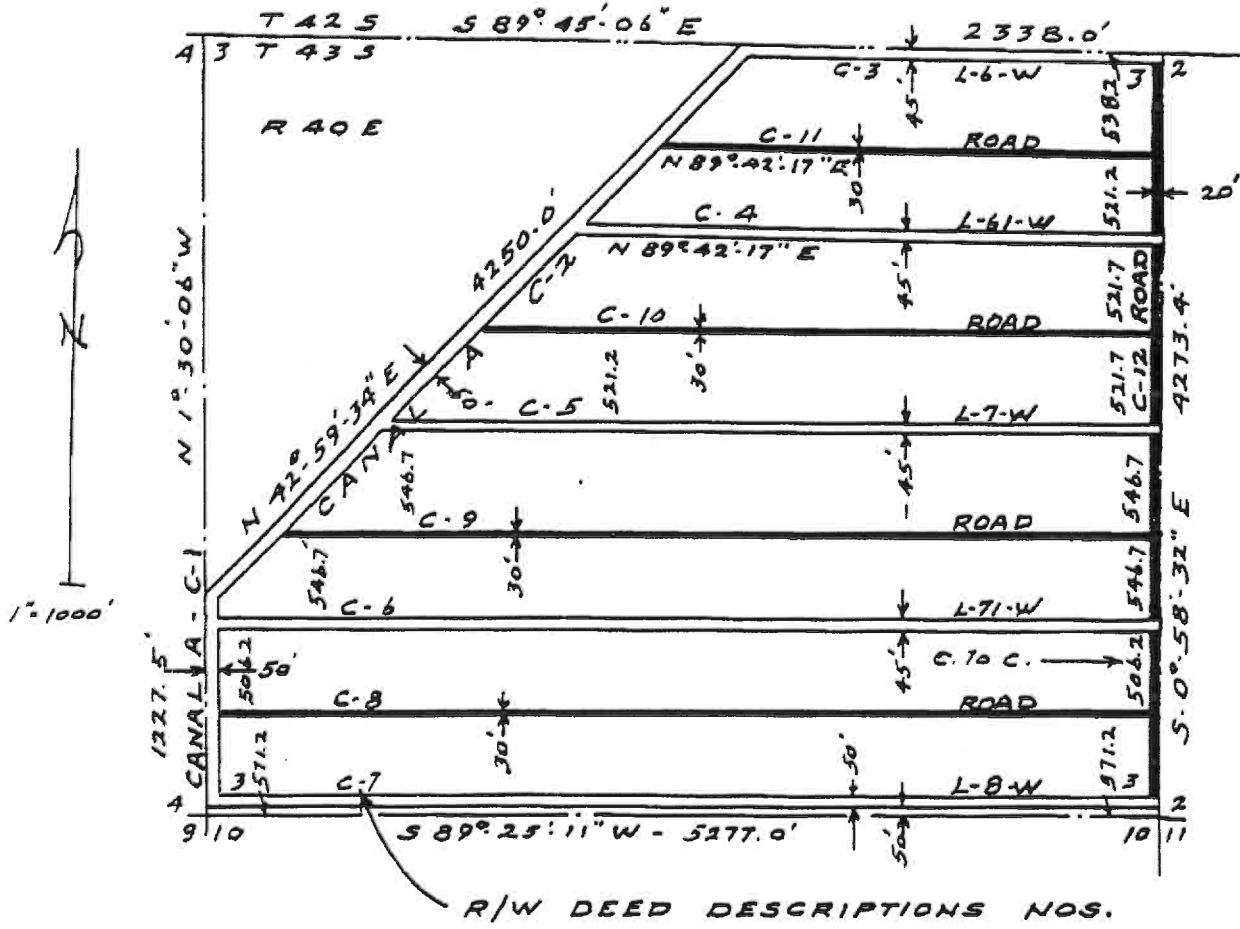 T 42 S S 89°-45'-06" E 2338.0'
4 3 T 43 S
C-3 L-6-W 3 2
R 40 E
45'
538.2
C-11 ROAD
N 89°-42'-17" E
30'
521.2
20'
C-4 L-61-W
N 89°42'-17" E
45'
4250.0'
C-2
N 1°-30'-06" W
521.7
ROAD
C-10 ROAD
30'
521.2
521.7
C-12
4273.4'
N 42°-59'-34" E
50'
C-5 L-7-W
CANAL A
546.7
45'
546.7
C-9 ROAD
30'
546.7
546.7
S-0°-58'-32" E
C-6 L-71-W
1"=1000'
CANAL A - C-1
1227.5'
50'
506.2
45'
C. TO C.
506.2
C-8 ROAD
30'
571.2
50'
571.2
4 3 C-7 L-8-W 3 2
9 10 S 89°-25'-11" W - 5277.0' 50' 10 11
R/W DEED DESCRIPTIONS NOS.